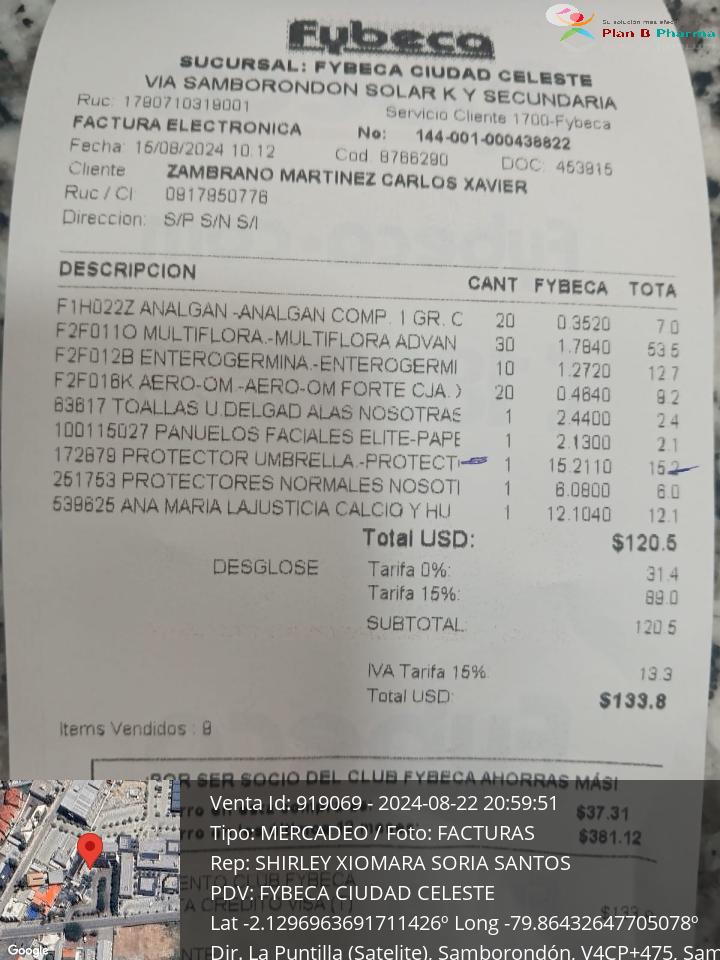 Su solución más efec
Plan B Pharma
Fybeca
SUCURSAL: FYBECA CIUDAD CELESTE
VIA SAMBORONDON SOLAR K Y SECUNDARIA
Ruc: 1790710319001 Servicio Cliente 1700-Fybeca
FACTURA ELECTRONICA No: 144-001-000438822
Fecha: 15/08/2024 10:12 Cod 8766290 DOC: 453915
Cliente ZAMBRANO MARTINEZ CARLOS XAVIER
Ruc / CI 0917950776
Direccion: S/P S/N S/I
DESCRIPCION CANT FYBECA TOTA
F1H022Z ANALGAN -ANALGAN COMP. 1 GR. C 20 0.3520 7.0
F2F011O MULTIFLORA.-MULTIFLORA ADVAN 30 1.7840 53.5
F2F012B ENTEROGERMINA.-ENTEROGERMI 10 1.2720 12.7
F2F016K AERO-OM -AERO-OM FORTE CJA. X 20 0.4640 9.2
63617 TOALLAS U.DELGAD ALAS NOSOTRAS 1 2.4400 2.4
100115027 PANUELOS FACIALES ELITE-PAPE 1 2.1300 2.1
172879 PROTECTOR UMBRELLA.-PROTECT 1 15.2110 15.2
251753 PROTECTORES NORMALES NOSOTI 1 6.0800 6.0
539625 ANA MARIA LAJUSTICIA CALCIO Y HU 1 12.1040 12.1
Total USD: $120.5
DESGLOSE Tarifa 0%: 31.4
Tarifa 15%: 89.0
SUBTOTAL: 120.5
IVA Tarifa 15%: 13.3
Total USD: $133.8
Items Vendidos : 9
POR SER SOCIO DEL CLUB FYBECA AHORRAS MÁS!
$37.31
$381.12
Venta Id: 919069 - 2024-08-22 20:59:51
Tipo: MERCADEO / Foto: FACTURAS
Rep: SHIRLEY XIOMARA SORIA SANTOS
PDV: FYBECA CIUDAD CELESTE
Lat -2.1296963691711426º Long -79.86432647705078º
Dir. La Puntilla (Satelite), Samborondón, V4CP+475, Sam
Google